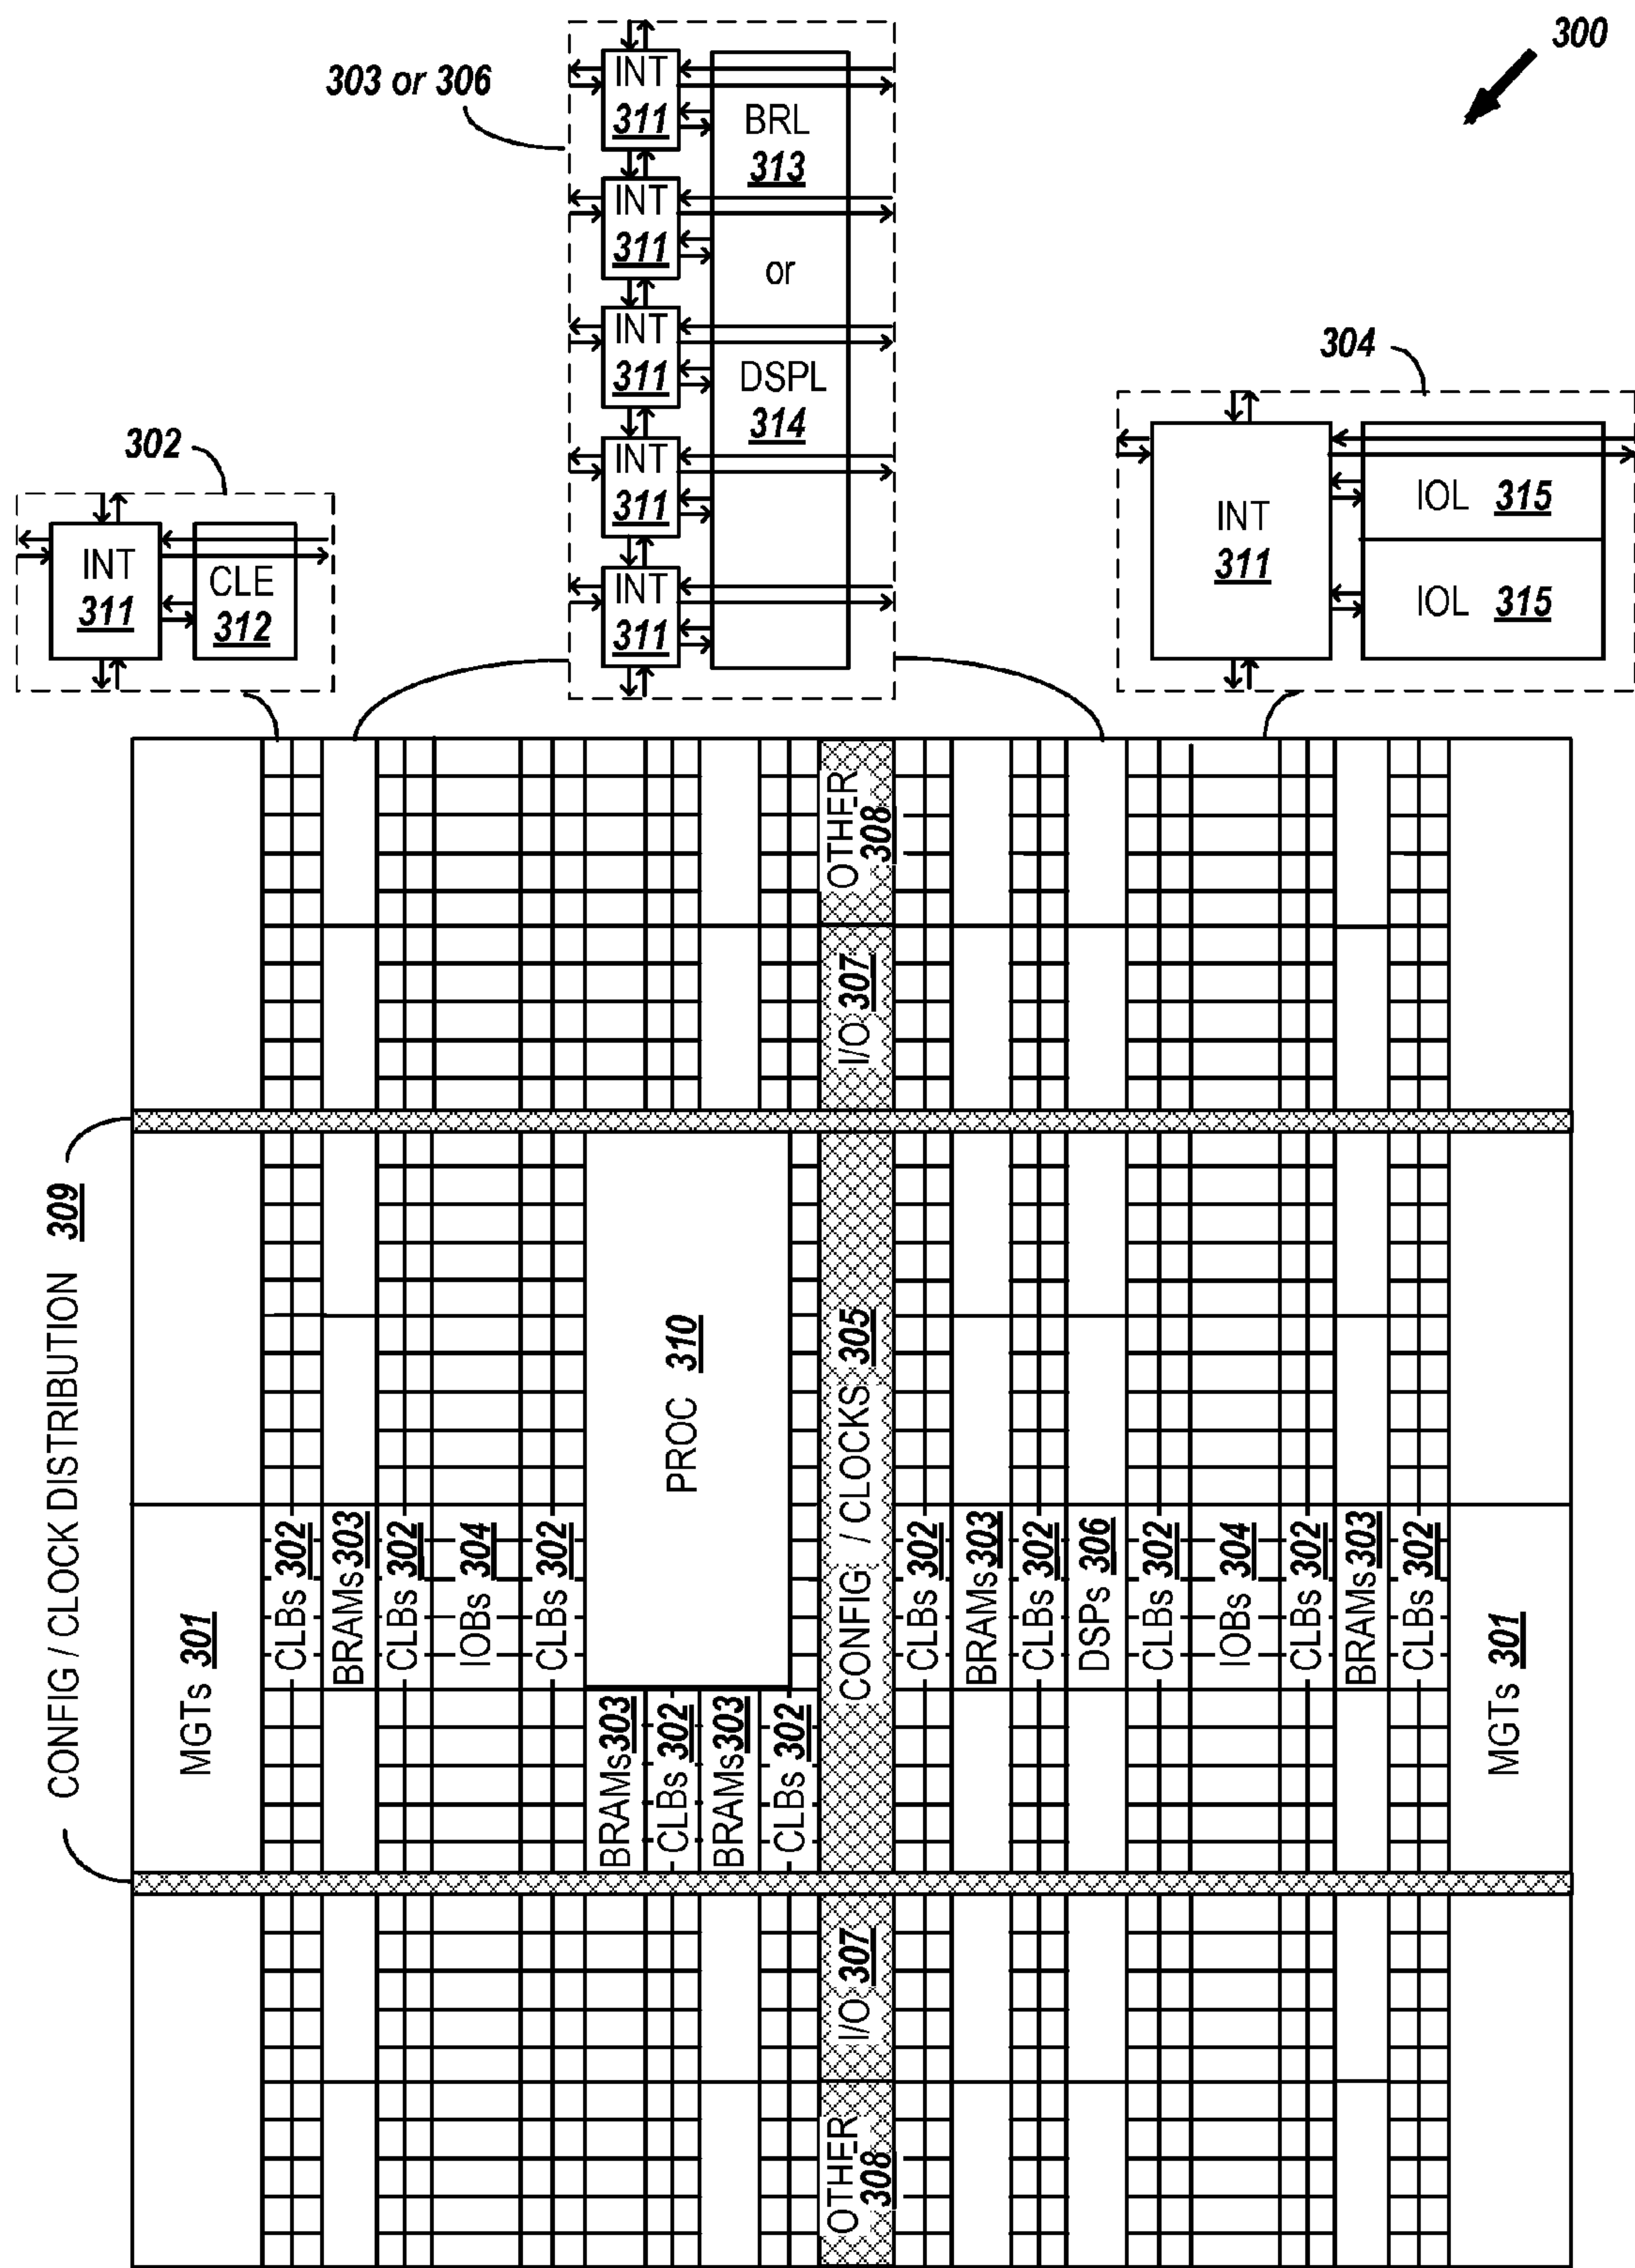 300
303 or 306
INT
311
INT
311
INT
311
INT
311
INT
311
BRL
313
or
DSPL
314
304
INT
311
IOL 315
IOL 315
302
INT
311
CLE
312
CONFIG / CLOCK DISTRIBUTION 309
OTHER
308
I/O 307
PROC 310
CONFIG / CLOCKS 305
MGTs 301
CLBs 302
BRAMs 303
CLBs 302
IOBs 304
CLBs 302
BRAMs 303
CLBs 302
BRAMs 303
CLBs 302
CLBs 302
BRAMs 303
CLBs 302
DSPs 306
CLBs 302
IOBs 304
CLBs 302
BRAMs 303
CLBs 302
MGTs 301
I/O 307
OTHER
308